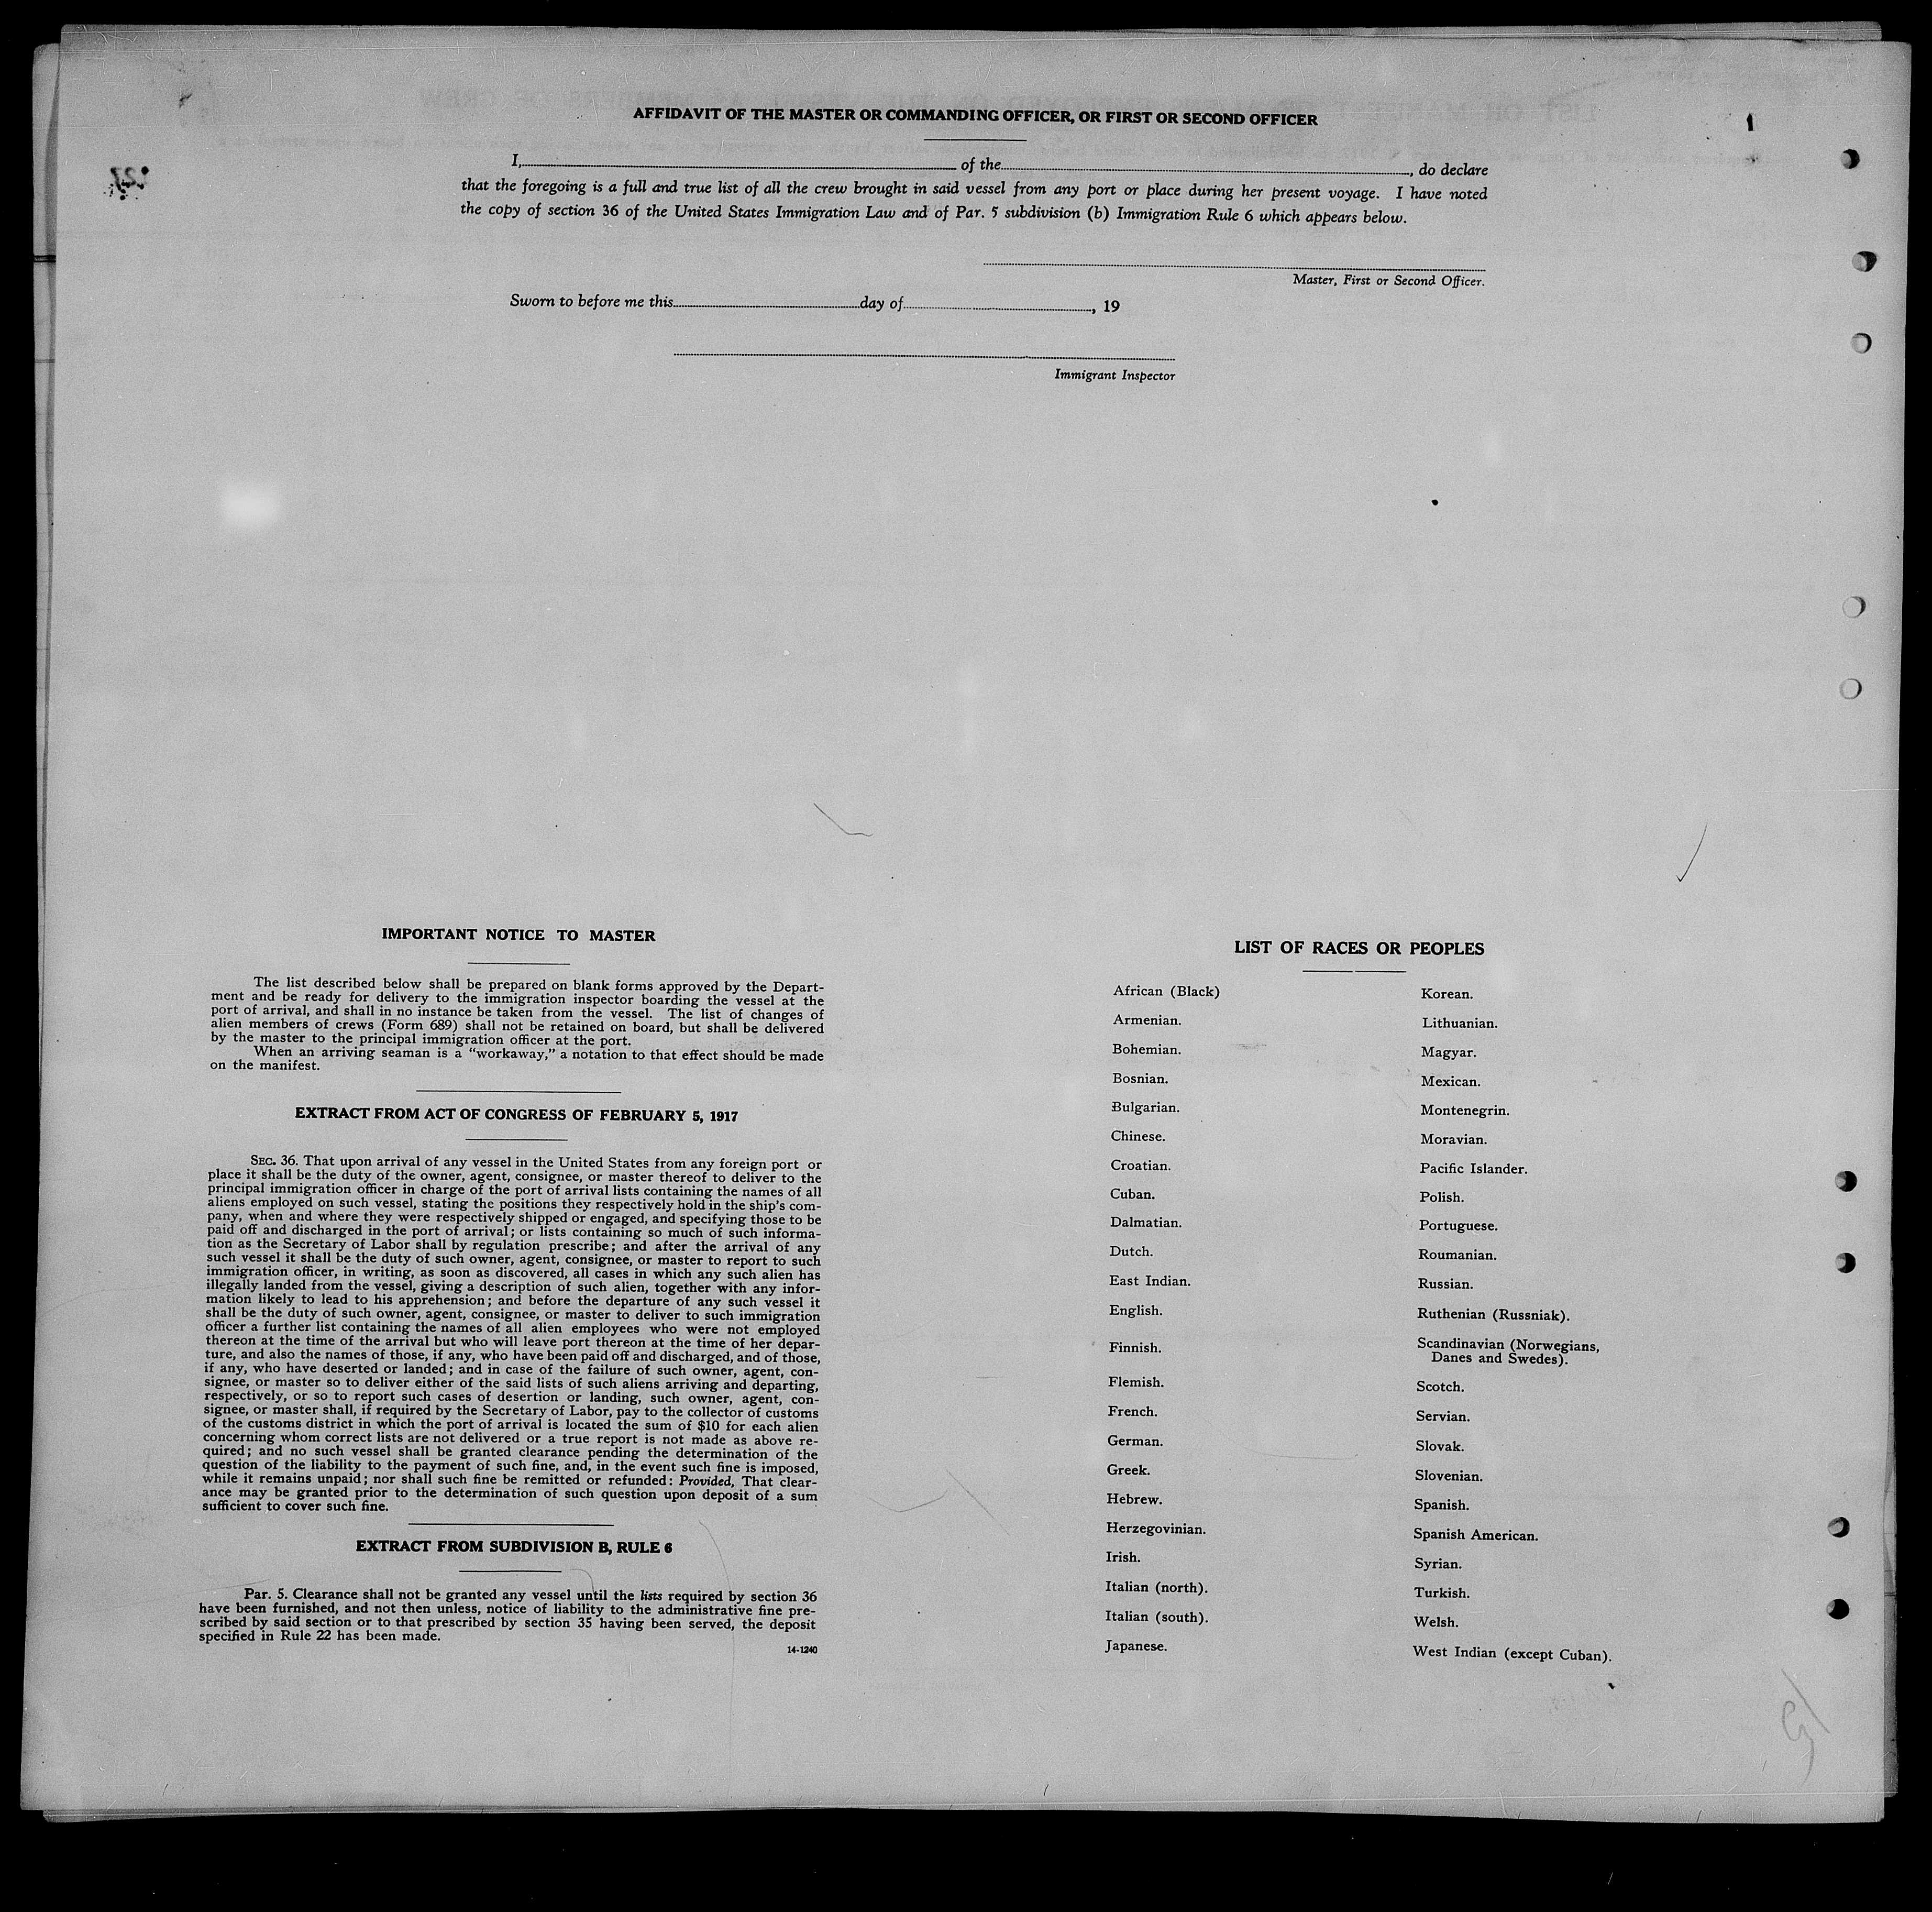 AFFIDAVIT OF THE MASTER OR COMMANDING OFFICER, OR FIRST OR SECOND OFFICER
1
I, of the , do declare
that the foregoing is a full and true list of all the crew brought in said vessel from any port or place during her present voyage. I have noted
the copy of section 36 of the United States Immigration Law and of Par. 5 subdivision (b) Immigration Rule 6 which appears below.
Master, First or Second Officer.
Sworn to before me this day of , 19
Immigrant Inspector
IMPORTANT NOTICE TO MASTER
The list described below shall be prepared on blank forms approved by the Depart-
ment and be ready for delivery to the immigration inspector boarding the vessel at the
port of arrival, and shall in no instance be taken from the vessel. The list of changes of
alien members of crews (Form 689) shall not be retained on board, but shall be delivered
by the master to the principal immigration officer at the port.
When an arriving seaman is a "workaway," a notation to that effect should be made
on the manifest.
EXTRACT FROM ACT OF CONGRESS OF FEBRUARY 5, 1917
SEC. 36. That upon arrival of any vessel in the United States from any foreign port or
place it shall be the duty of the owner, agent, consignee, or master thereof to deliver to the
principal immigration officer in charge of the port of arrival lists containing the names of all
aliens employed on such vessel, stating the positions they respectively hold in the ship's com-
pany, when and where they were respectively shipped or engaged, and specifying those to be
paid off and discharged in the port of arrival; or lists containing so much of such informa-
tion as the Secretary of Labor shall by regulation prescribe; and after the arrival of any
such vessel it shall be the duty of such owner, agent, consignee, or master to report to such
immigration officer, in writing, as soon as discovered, all cases in which any such alien has
illegally landed from the vessel, giving a description of such alien, together with any infor-
mation likely to lead to his apprehension; and before the departure of any such vessel it
shall be the duty of such owner, agent, consignee, or master to deliver to such immigration
officer a further list containing the names of all alien employees who were not employed
thereon at the time of the arrival but who will leave port thereon at the time of her depar-
ture, and also the names of those, if any, who have been paid off and discharged, and of those,
if any, who have deserted or landed; and in case of the failure of such owner, agent, con-
signee, or master so to deliver either of the said lists of such aliens arriving and departing,
respectively, or so to report such cases of desertion or landing, such owner, agent, con-
signee, or master shall, if required by the Secretary of Labor, pay to the collector of customs
of the customs district in which the port of arrival is located the sum of $10 for each alien
concerning whom correct lists are not delivered or a true report is not made as above re-
quired; and no such vessel shall be granted clearance pending the determination of the
question of the liability to the payment of such fine, and, in the event such fine is imposed,
while it remains unpaid; nor shall such fine be remitted or refunded: Provided, That clear-
ance may be granted prior to the determination of such question upon deposit of a sum
sufficient to cover such fine.
EXTRACT FROM SUBDIVISION B, RULE 6
Par. 5. Clearance shall not be granted any vessel until the lists required by section 36
have been furnished, and not then unless, notice of liability to the administrative fine pre-
scribed by said section or to that prescribed by section 35 having been served, the deposit
specified in Rule 22 has been made.
14-1240
LIST OF RACES OR PEOPLES
African (Black)
Armenian.
Bohemian.
Bosnian.
Bulgarian.
Chinese.
Croatian.
Cuban.
Dalmatian.
Dutch.
East Indian.
English.
Finnish.
Flemish.
French.
German.
Greek.
Hebrew.
Herzegovinian.
Irish.
Italian (north).
Italian (south).
Japanese.
Korean.
Lithuanian.
Magyar.
Mexican.
Montenegrin.
Moravian.
Pacific Islander.
Polish.
Portuguese.
Roumanian.
Russian.
Ruthenian (Russniak).
Scandinavian (Norwegians,
Danes and Swedes).
Scotch.
Servian.
Slovak.
Slovenian.
Spanish.
Spanish American.
Syrian.
Turkish.
Welsh.
West Indian (except Cuban).